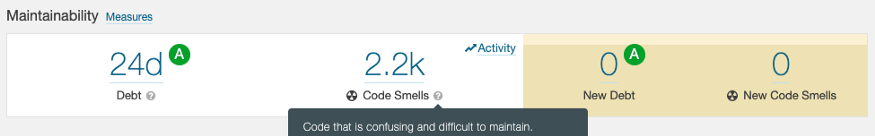 Maintainability Measures
24d A
2.2k
Activity
0 A
0
Debt ?
Code Smells ?
New Debt
New Code Smells
Code that is confusing and difficult to maintain.